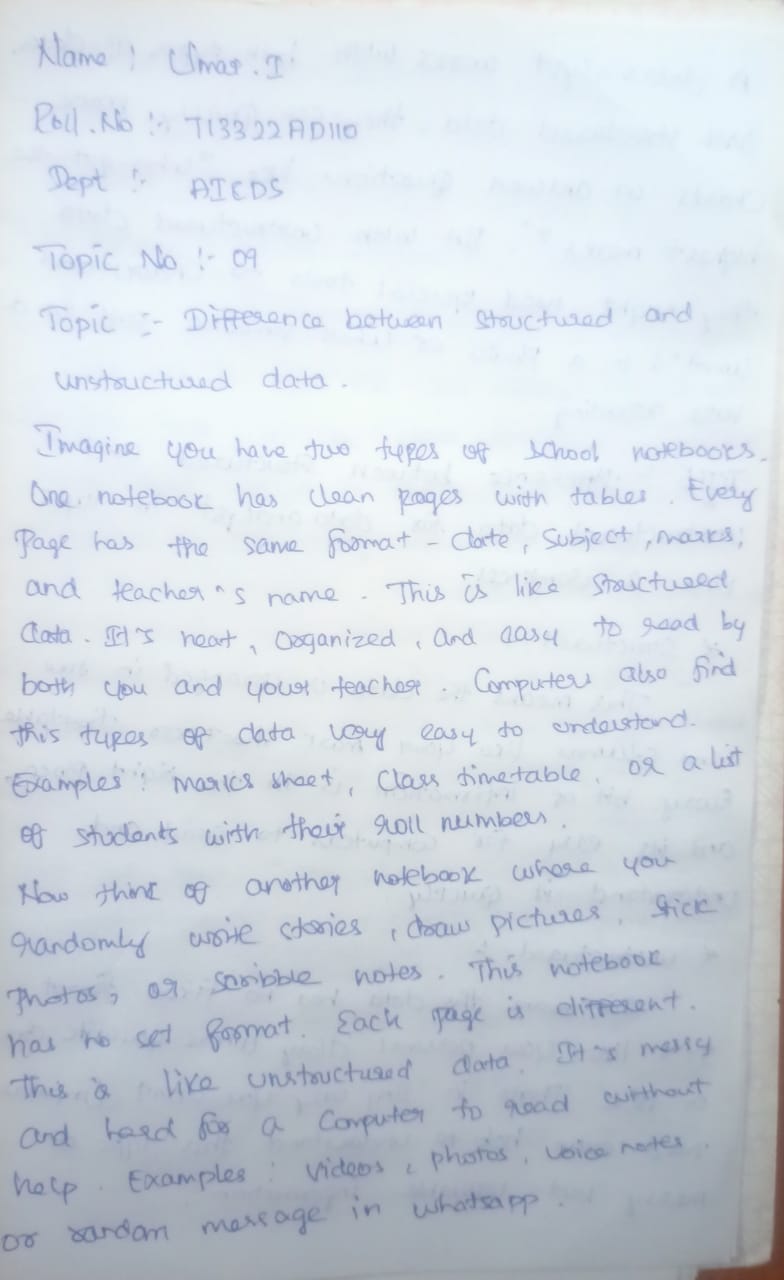 Name : Umar.I
Roll.No :- 713322AD110
Dept :- AICDS
Topic No :- 09
Topic :- Difference between structured and
unstructured data.
Imagine you have two types of school notebooks.
One notebook has clean pages with tables. Every
page has the same format - date, subject, marks,
and teacher's name. This is like structured
data. It's neat, organized, and easy to read by
both you and your teacher. Computers also find
this types of data very easy to understand.
Examples : marks sheet, class timetable, or a list
of students with their roll numbers.
Now think of another notebook where you
randomly write stories, draw pictures, stick
photos, or scribble notes. This notebook
has no set format. Each page is different.
This is like unstructured data. It's messy
and hard for a computer to read without
help. Examples : videos, photos, voice notes,
or random message in whatsapp.